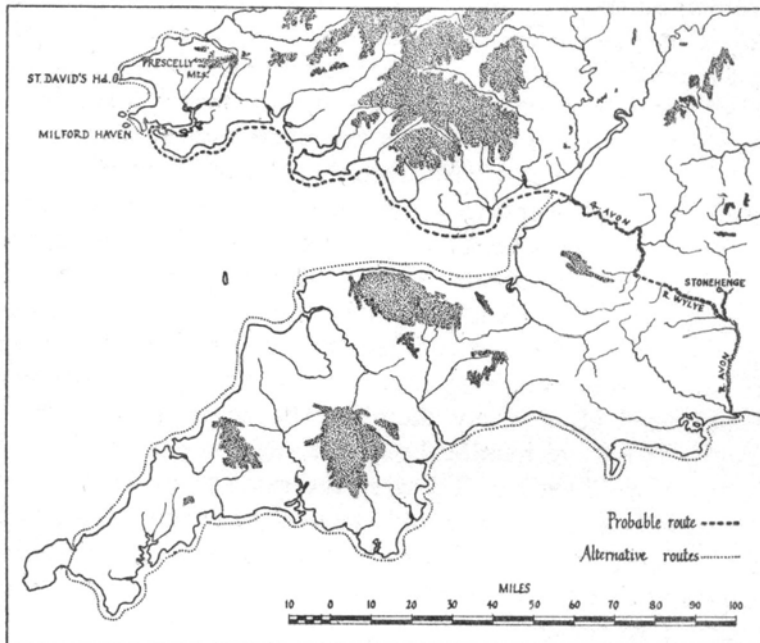 PRESCELLY
MTS.
ST. DAVID'S Hd.
MILFORD HAVEN
R. AVON
STONEHENGE
R. WYLYE
R. AVON
Probable route
Alternative routes
MILES
10 0 10 20 30 40 50 60 70 80 90 100